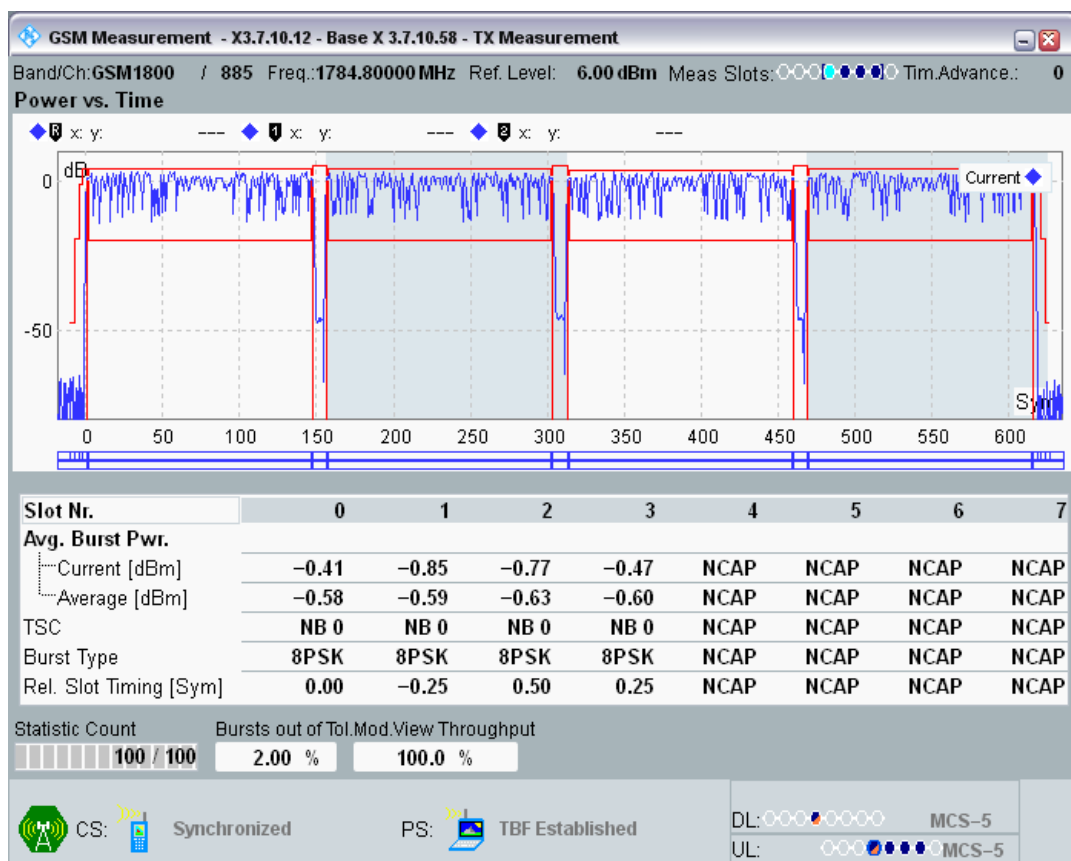 GSM Measurement - X3.7.10.12 - Base X 3.7.10.58 - TX Measurement
Band/Ch:GSM1800 / 885 Freq.:1784.80000 MHz Ref. Level: 6.00 dBm Meas Slots: Tim.Advance.: 0
Power vs. Time
R x: y: --- 1 x: y: --- 2 x: y: ---
dB
Current
0
-50
Sym
0 50 100 150 200 250 300 350 400 450 500 550 600
Slot Nr. 0 1 2 3 4 5 6 7
Avg. Burst Pwr.
Current [dBm] −0.41 −0.85 −0.77 −0.47 NCAP NCAP NCAP NCAP
Average [dBm] −0.58 −0.59 −0.63 −0.60 NCAP NCAP NCAP NCAP
TSC NB 0 NB 0 NB 0 NB 0 NCAP NCAP NCAP NCAP
Burst Type 8PSK 8PSK 8PSK 8PSK NCAP NCAP NCAP NCAP
Rel. Slot Timing [Sym] 0.00 −0.25 0.50 0.25 NCAP NCAP NCAP NCAP
Statistic Count Bursts out of Tol. Mod.View Throughput
100 / 100 2.00 % 100.0 %
CS: Synchronized PS: TBF Established
DL: MCS−5
UL: MCS−5